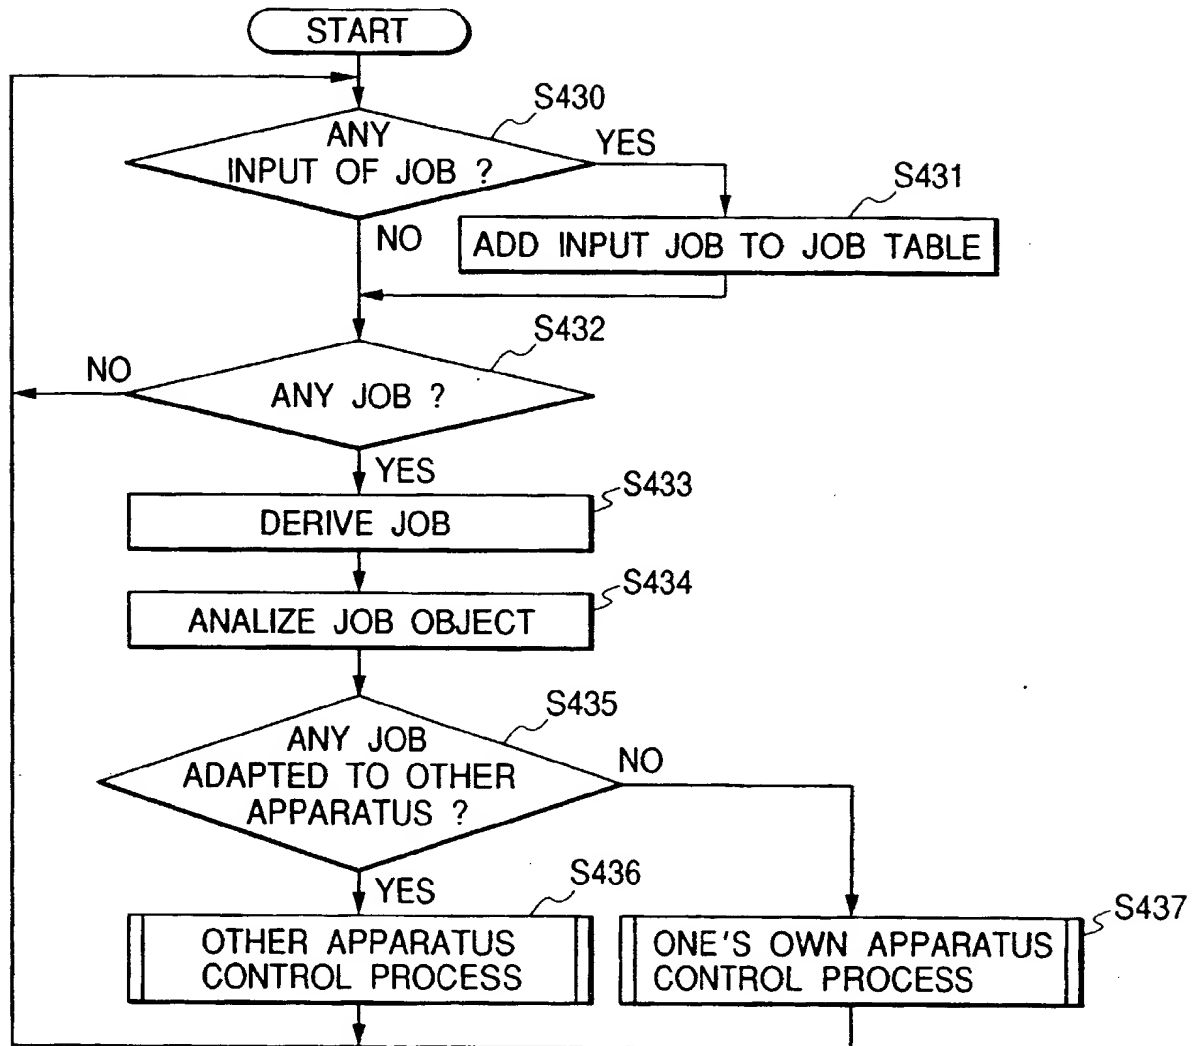 START
S430
ANY
INPUT OF JOB ?
YES
S431
NO
ADD INPUT JOB TO JOB TABLE
S432
NO
ANY JOB ?
YES
S433
DERIVE JOB
S434
ANALIZE JOB OBJECT
S435
ANY JOB
ADAPTED TO OTHER
APPARATUS ?
NO
YES
S436
S437
OTHER APPARATUS
CONTROL PROCESS
ONE'S OWN APPARATUS
CONTROL PROCESS